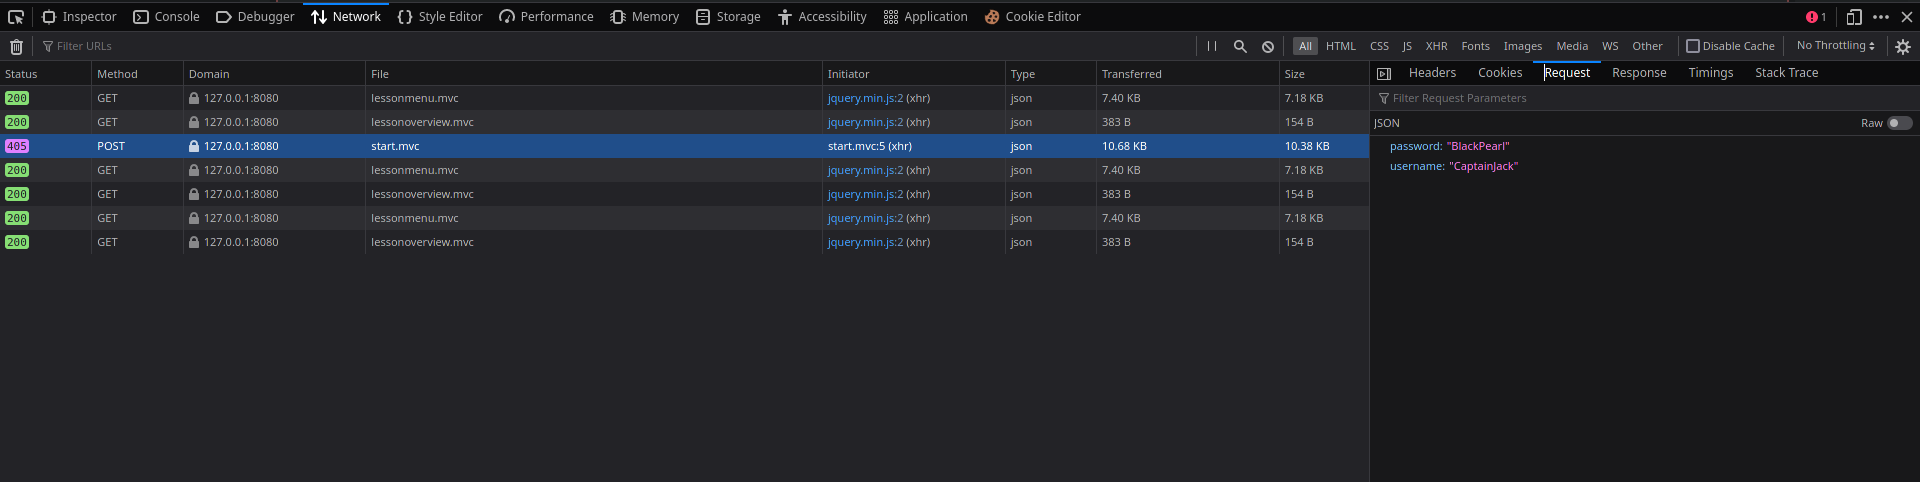 Inspector Console Debugger Network Style Editor Performance Memory Storage Accessibility Application Cookie Editor 1
Filter URLs All HTML CSS JS XHR Fonts Images Media WS Other Disable Cache No Throttling
Status Method Domain File Initiator Type Transferred Size Headers Cookies Request Response Timings Stack Trace
200 GET 127.0.0.1:8080 lessonmenu.mvc jquery.min.js:2 (xhr) json 7.40 KB 7.18 KB Filter Request Parameters
200 GET 127.0.0.1:8080 lessonoverview.mvc jquery.min.js:2 (xhr) json 383 B 154 B JSON Raw
405 POST 127.0.0.1:8080 start.mvc start.mvc:5 (xhr) json 10.68 KB 10.38 KB password: "BlackPearl"
200 GET 127.0.0.1:8080 lessonmenu.mvc jquery.min.js:2 (xhr) json 7.40 KB 7.18 KB username: "CaptainJack"
200 GET 127.0.0.1:8080 lessonoverview.mvc jquery.min.js:2 (xhr) json 383 B 154 B
200 GET 127.0.0.1:8080 lessonmenu.mvc jquery.min.js:2 (xhr) json 7.40 KB 7.18 KB
200 GET 127.0.0.1:8080 lessonoverview.mvc jquery.min.js:2 (xhr) json 383 B 154 B